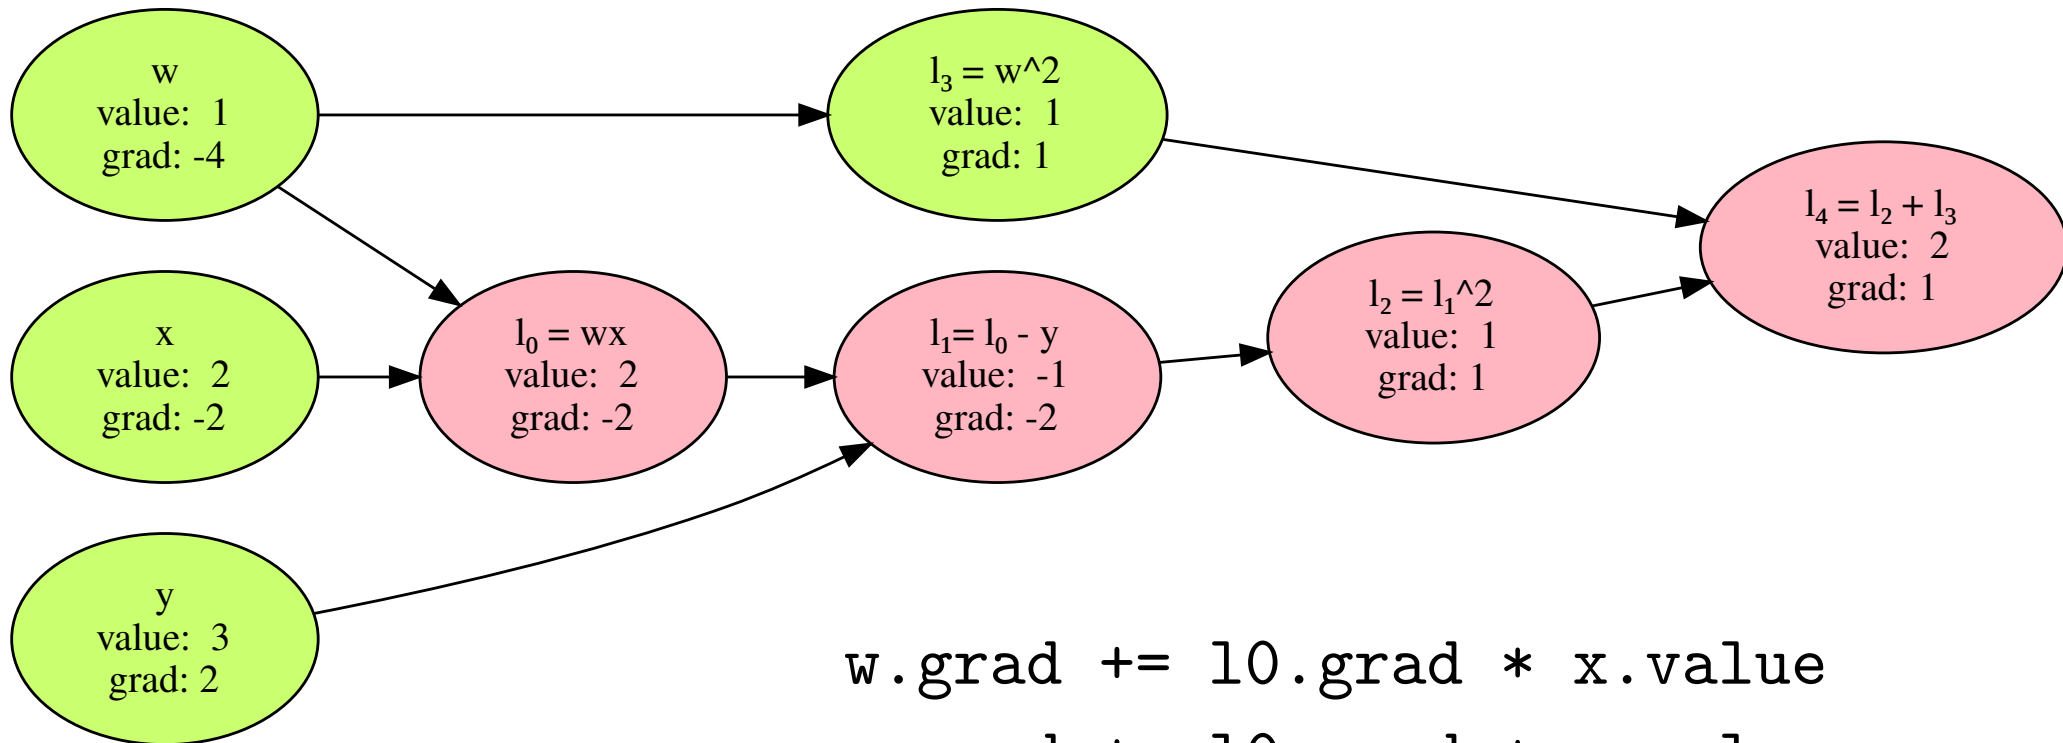 w
value: 1
grad: -4
l₃ = w^2
value: 1
grad: 1
l₄ = l₂ + l₃
value: 2
grad: 1
x
value: 2
grad: -2
l₀ = wx
value: 2
grad: -2
l₁= l₀ - y
value: -1
grad: -2
l₂ = l₁^2
value: 1
grad: 1
y
value: 3
grad: 2
w.grad += l0.grad * x.value